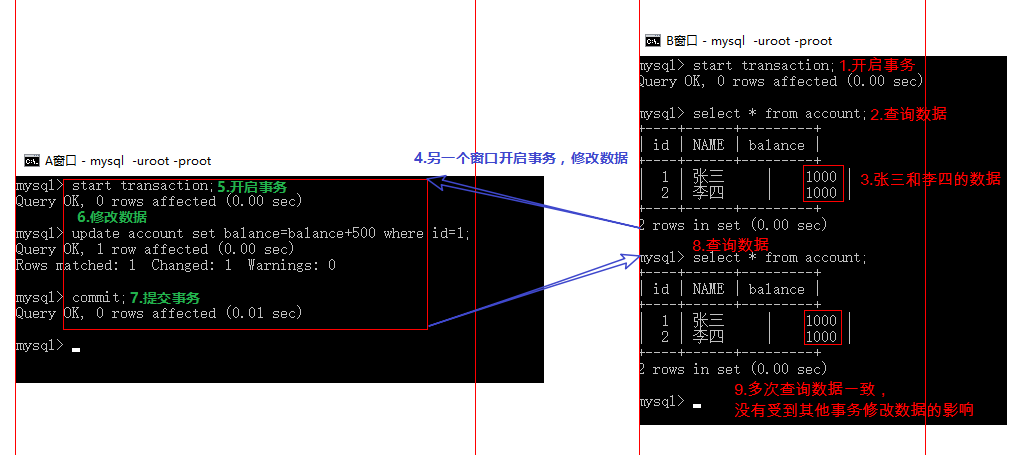 B窗口 - mysql  -uroot -proot
mysql> start transaction; 1.开启事务
Query OK, 0 rows affected (0.00 sec)
mysql> select * from account; 2.查询数据
+----+------+---------+
| id | NAME | balance |
+----+------+---------+
| 1 | 张三 | 1000 |
| 2 | 李四 | 1000 |
3.张三和李四的数据
+----+------+---------+
2 rows in set (0.00 sec)
8.查询数据
mysql> select * from account;
+----+------+---------+
| id | NAME | balance |
+----+------+---------+
| 1 | 张三 | 1000 |
| 2 | 李四 | 1000 |
+----+------+---------+
2 rows in set (0.00 sec)
mysql>
9.多次查询数据一致，
没有受到其他事务修改数据的影响
4.另一个窗口开启事务，修改数据
A窗口 - mysql  -uroot -proot
mysql> start transaction; 5.开启事务
Query OK, 0 rows affected (0.00 sec)
6.修改数据
mysql> update account set balance=balance+500 where id=1;
Query OK, 1 row affected (0.00 sec)
Rows matched: 1  Changed: 1  Warnings: 0
mysql> commit; 7.提交事务
Query OK, 0 rows affected (0.01 sec)
mysql>